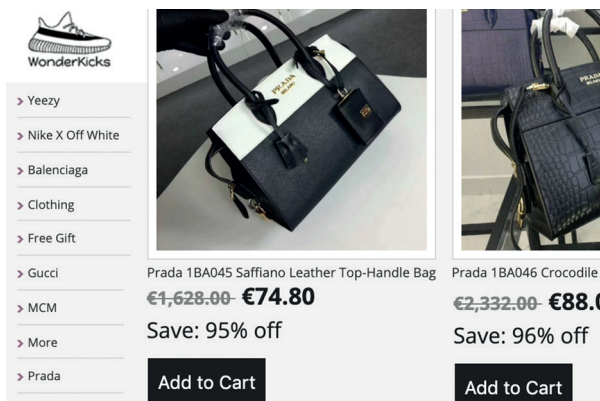 WonderKicks
Yeezy
Nike X Off White
Balenciaga
Clothing
Free Gift
Gucci
MCM
More
Prada
PRADA
MILANO
Prada 1BA045 Saffiano Leather Top-Handle Bag
€1,628.00 €74.80
Save: 95% off
Add to Cart
PRADA
Prada 1BA046 Crocodile
€2,332.00 €88.0
Save: 96% off
Add to Cart